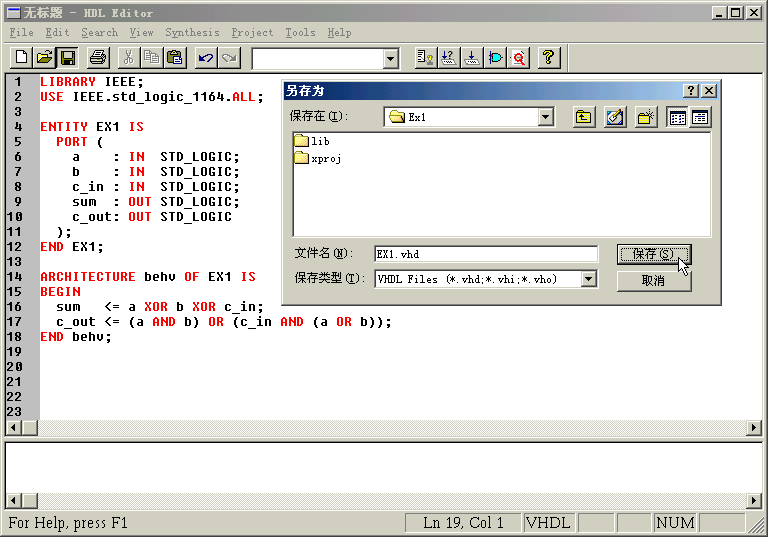 无标题 - HDL Editor
File Edit Search View Synthesis Project Tools Help
1 LIBRARY IEEE;
2 USE IEEE.std_logic_1164.ALL;
3
4 ENTITY EX1 IS
5 PORT (
6 a : IN STD_LOGIC;
7 b : IN STD_LOGIC;
8 c_in : IN STD_LOGIC;
9 sum : OUT STD_LOGIC;
10 c_out: OUT STD_LOGIC
11 );
12 END EX1;
13
14 ARCHITECTURE behv OF EX1 IS
15 BEGIN
16 sum <= a XOR b XOR c_in;
17 c_out <= (a AND b) OR (c_in AND (a OR b));
18 END behv;
19
20
21
22
23
另存为
保存在(I): Ex1
lib
xproj
文件名(N): EX1.vhd 保存(S)
保存类型(T): VHDL Files (*.vhd;*.vhi;*.vho) 取消
For Help, press F1 Ln 19, Col 1 VHDL NUM